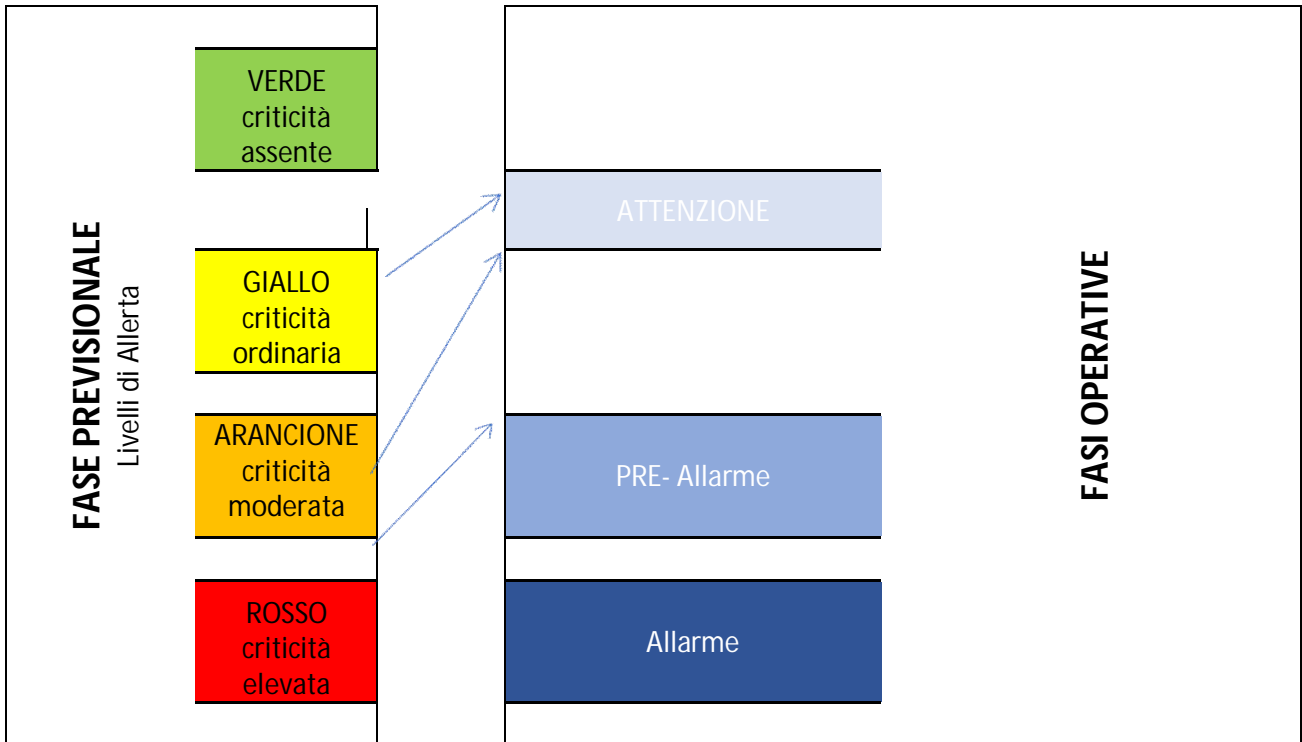 FASE PREVISIONALE
Livelli di Allerta
VERDE
criticità
assente
GIALLO
criticità
ordinaria
ARANCIONE
criticità
moderata
ROSSO
criticità
elevata
ATTENZIONE
PRE- Allarme
Allarme
FASI OPERATIVE